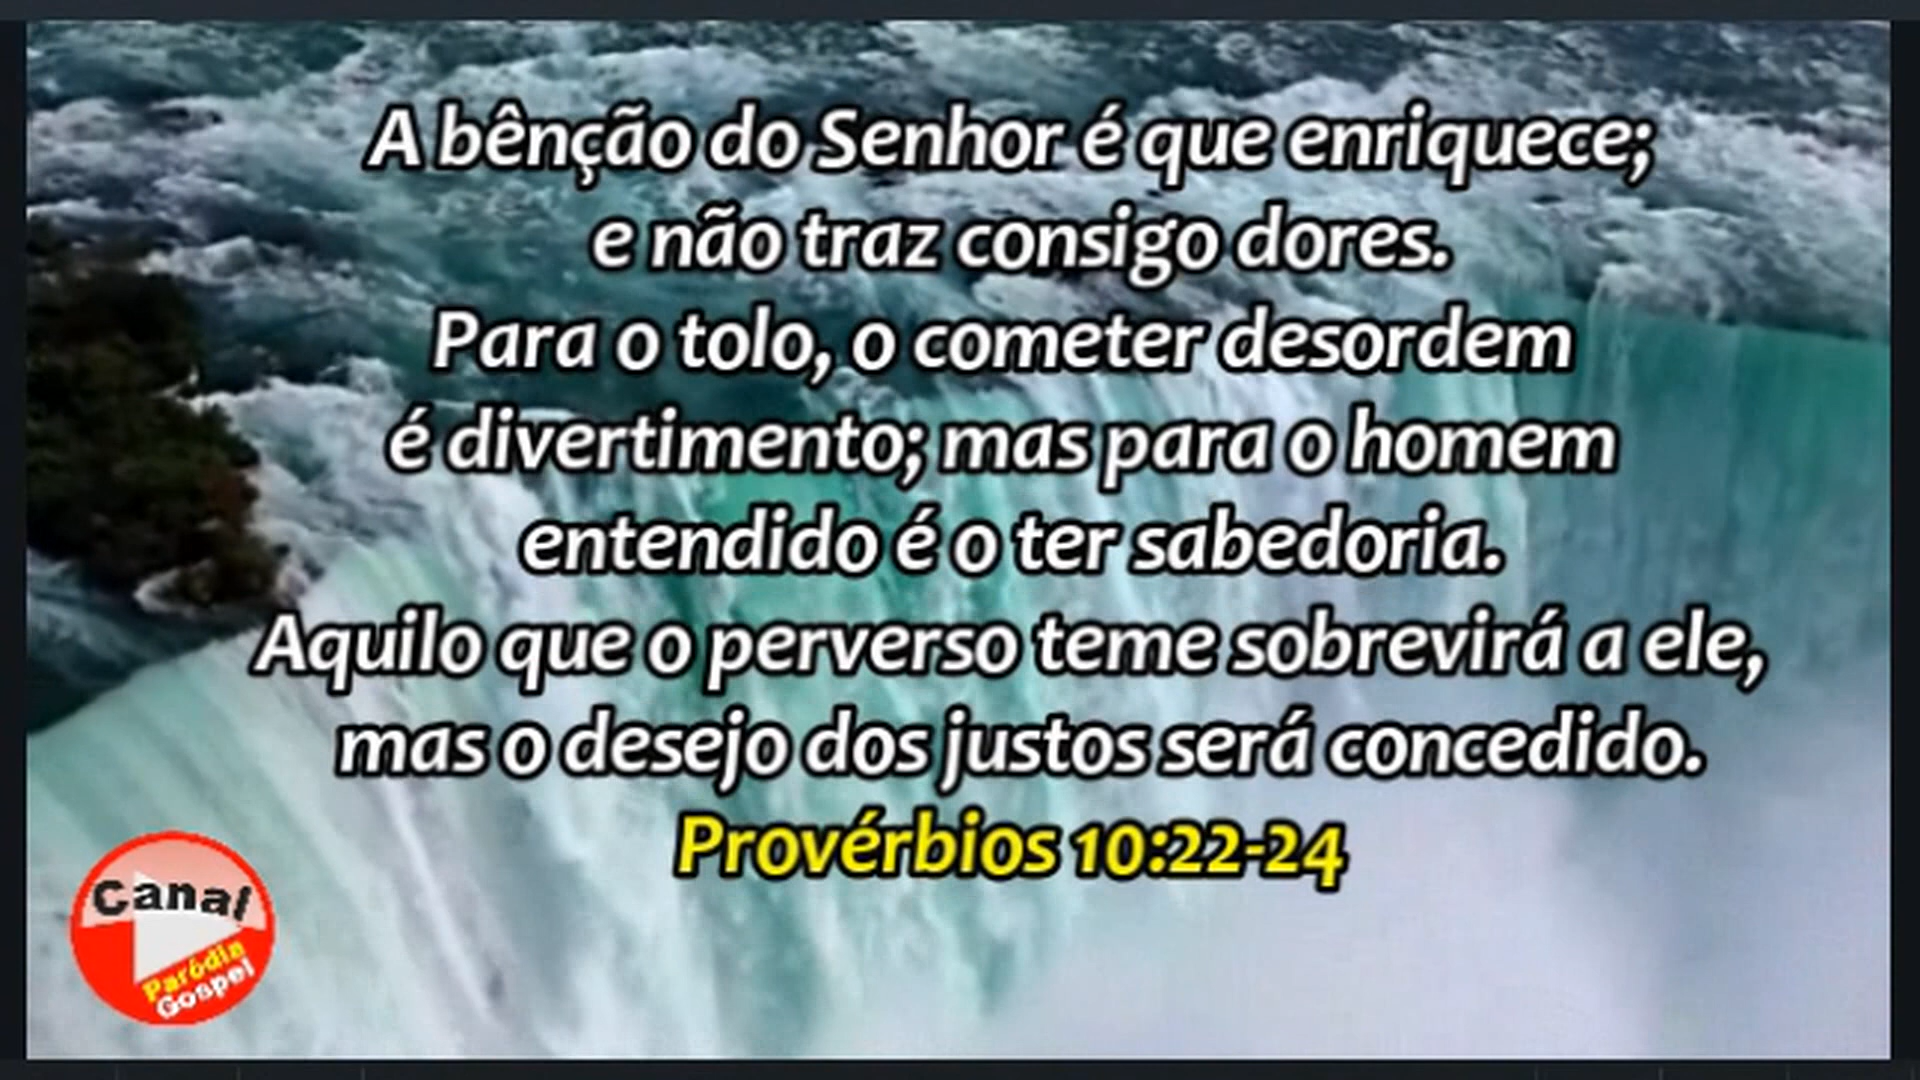 A bênção do Senhor é que enriquece;
e não traz consigo dores.
Para o tolo, o cometer desordem
é divertimento; mas para o homem
entendido é o ter sabedoria.
Aquilo que o perverso teme sobrevirá a ele,
mas o desejo dos justos será concedido.
Provérbios 10:22-24
Canal
Paródia
Gospel